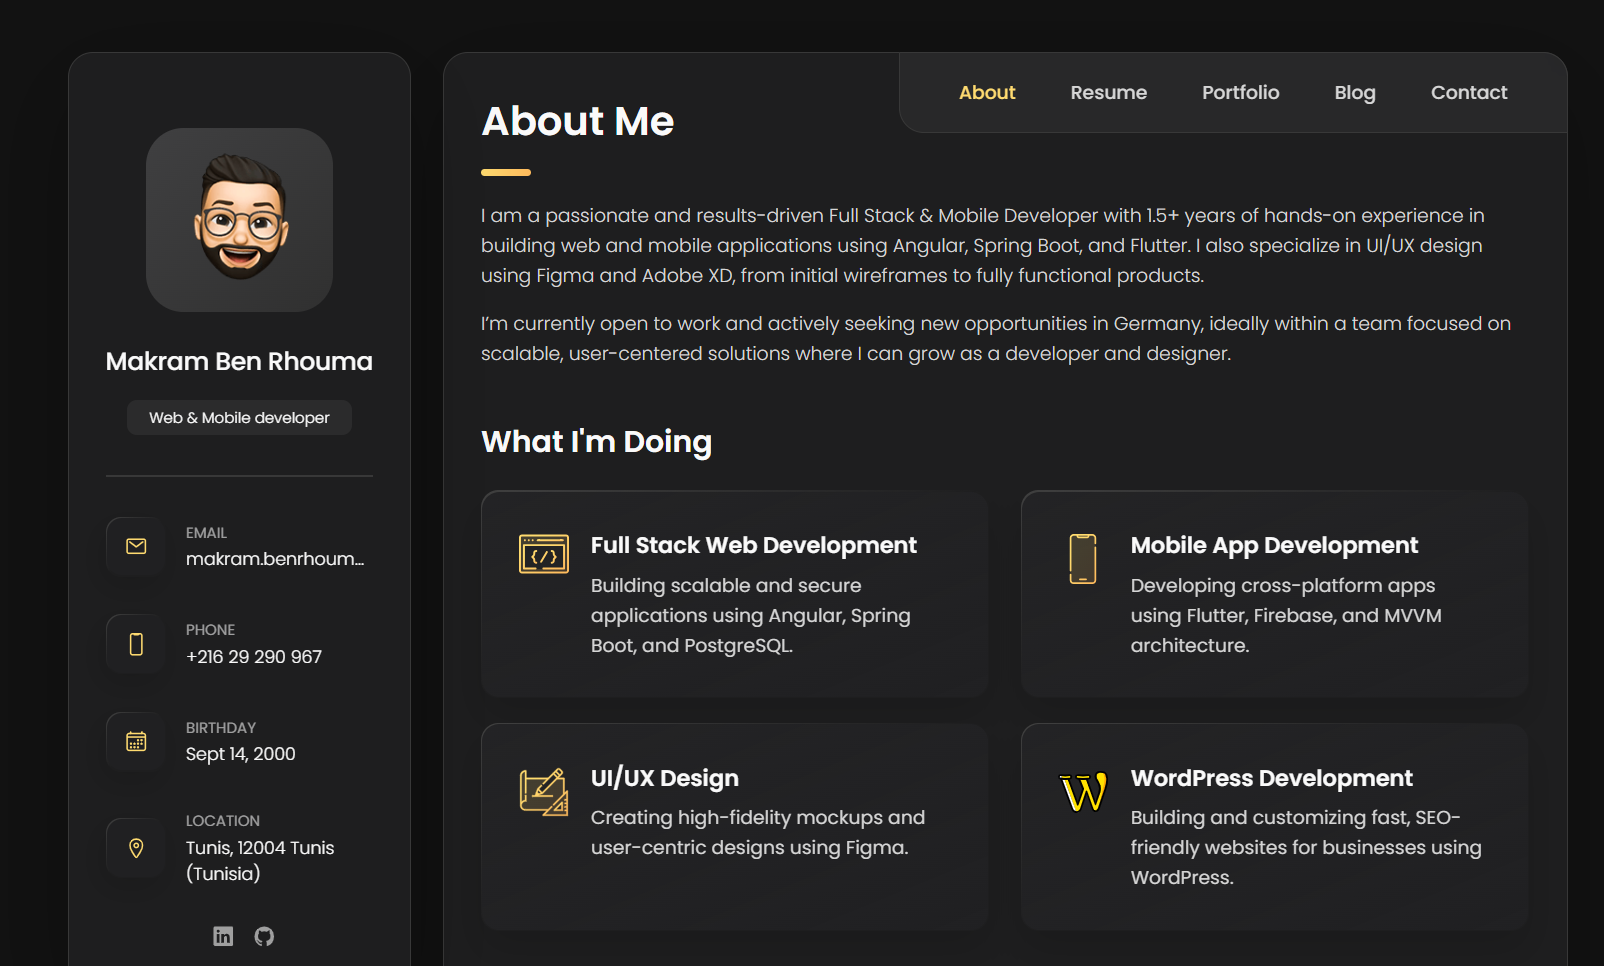 Makram Ben Rhouma
Web & Mobile developer
EMAIL
makram.benrhoum...
PHONE
+216 29 290 967
BIRTHDAY
Sept 14, 2000
LOCATION
Tunis, 12004 Tunis
(Tunisia)
in
About
Resume
Portfolio
Blog
Contact
About Me
I am a passionate and results-driven Full Stack & Mobile Developer with 1.5+ years of hands-on experience in
building web and mobile applications using Angular, Spring Boot, and Flutter. I also specialize in UI/UX design
using Figma and Adobe XD, from initial wireframes to fully functional products.
I’m currently open to work and actively seeking new opportunities in Germany, ideally within a team focused on
scalable, user-centered solutions where I can grow as a developer and designer.
What I'm Doing
</>
Full Stack Web Development
Building scalable and secure
applications using Angular, Spring
Boot, and PostgreSQL.
Mobile App Development
Developing cross-platform apps
using Flutter, Firebase, and MVVM
architecture.
UI/UX Design
Creating high-fidelity mockups and
user-centric designs using Figma.
W
WordPress Development
Building and customizing fast, SEO-
friendly websites for businesses using
WordPress.